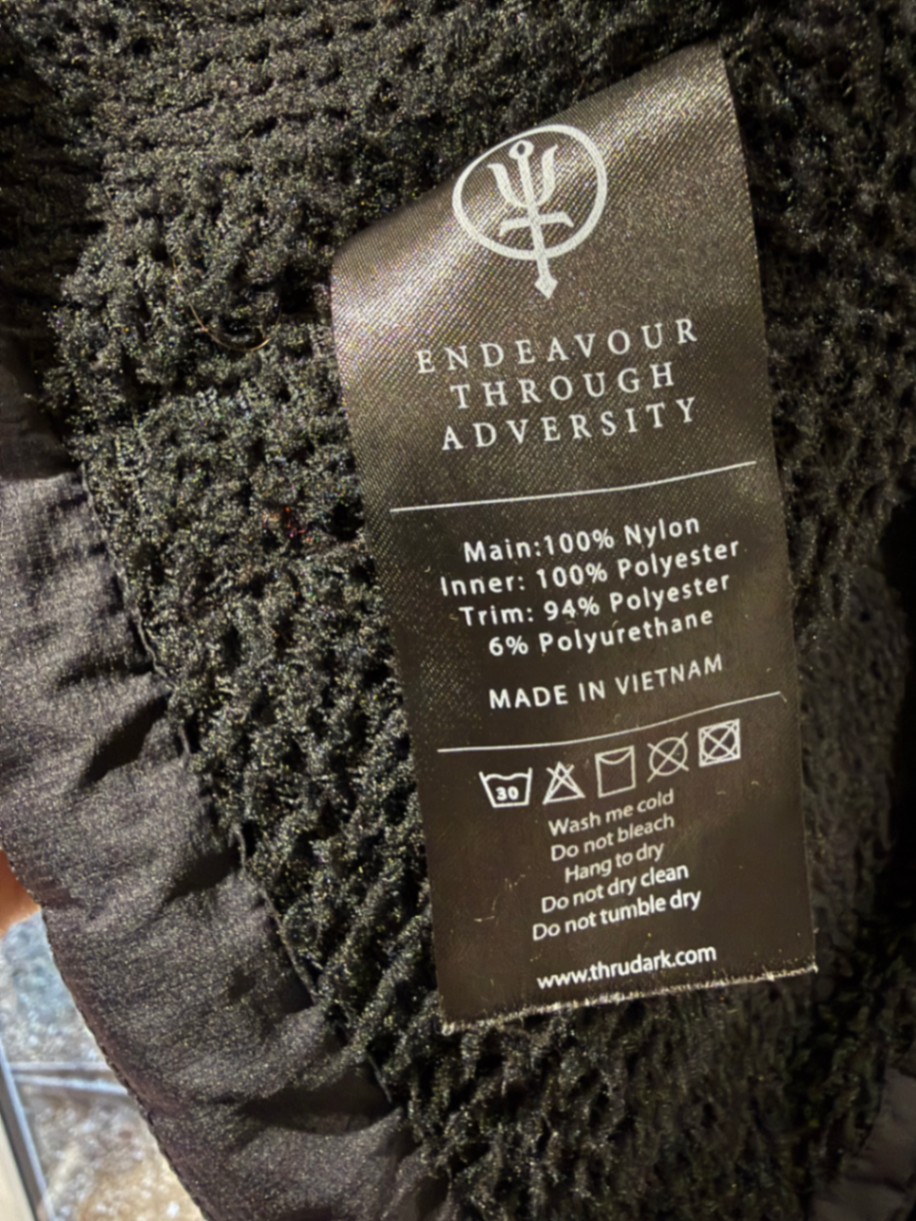 ENDEAVOUR
THROUGH
ADVERSITY
Main:100% Nylon
Inner: 100% Polyester
Trim: 94% Polyester
6% Polyurethane
MADE IN VIETNAM
30
Wash me cold
Do not bleach
Hang to dry
Do not dry clean
Do not tumble dry
www.thrudark.com